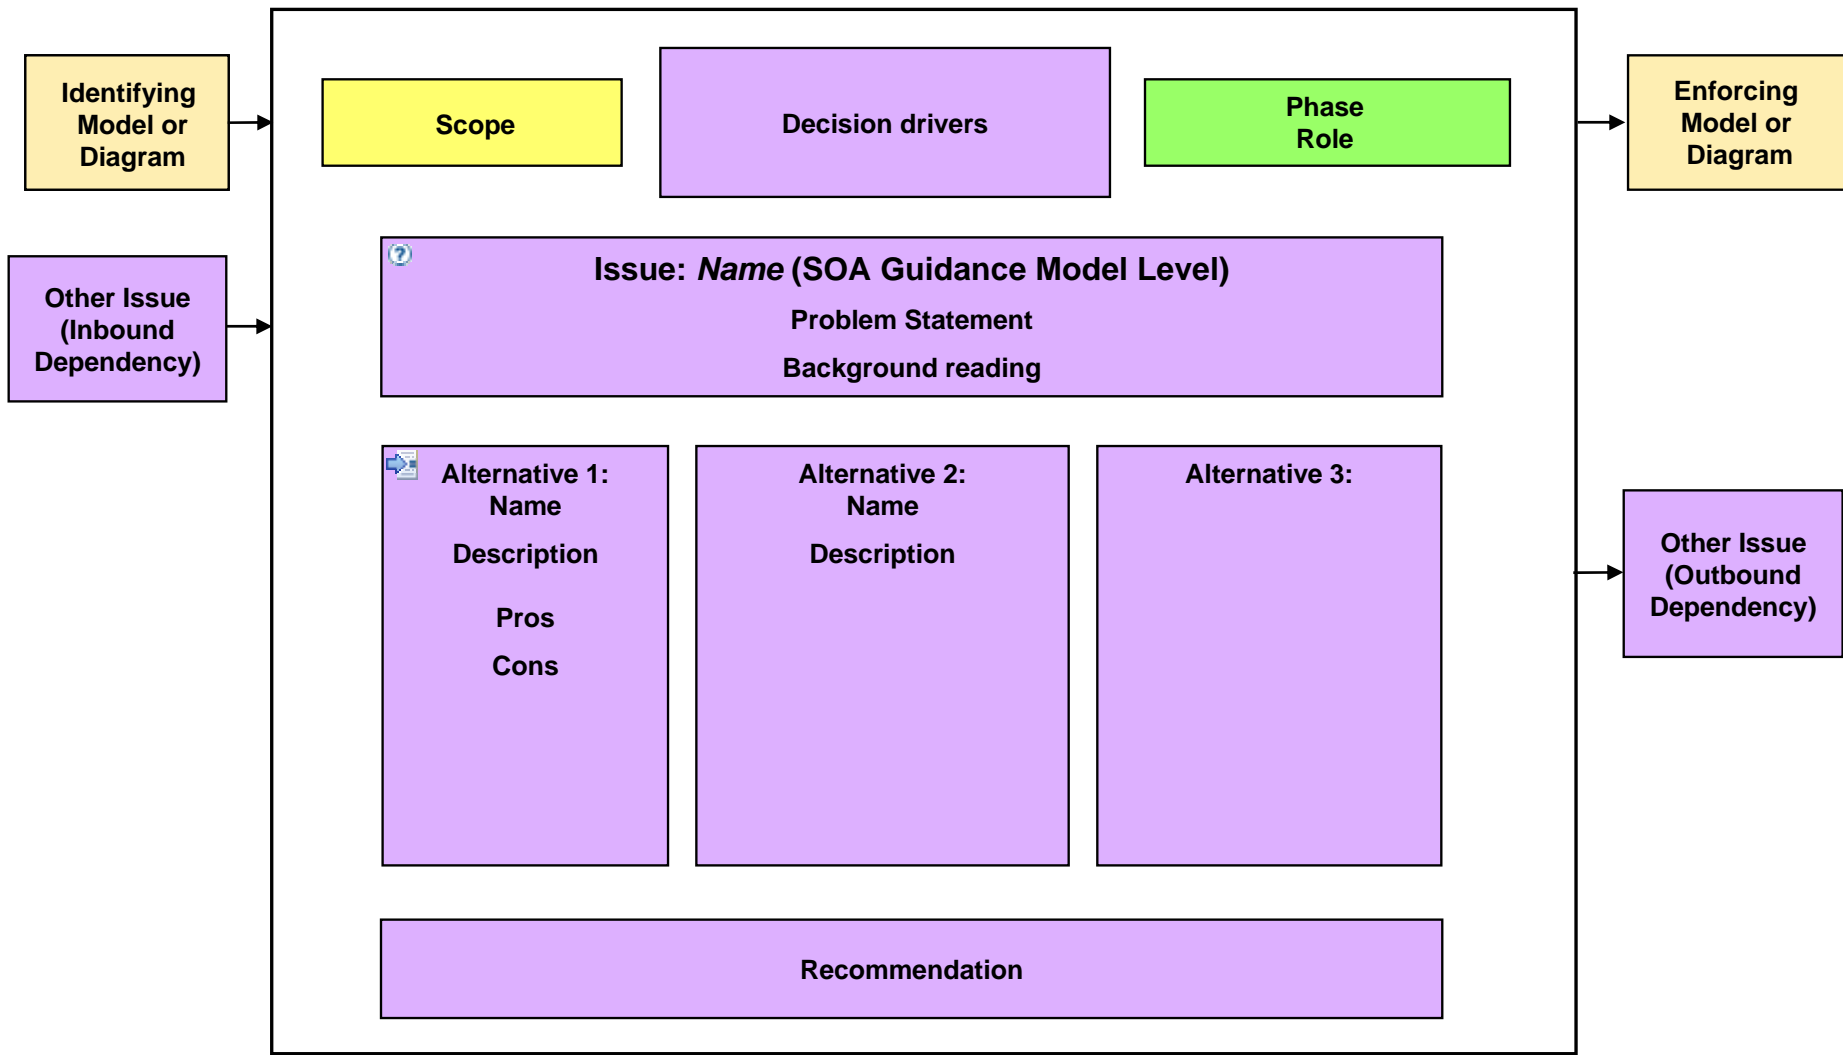 Identifying
Model or
Diagram
Scope
Decision drivers
Phase
Role
Enforcing
Model or
Diagram
Other Issue
(Inbound
Dependency)
Issue: Name (SOA Guidance Model Level)
Problem Statement
Background reading
Alternative 1:
Name
Description
Pros
Cons
Alternative 2:
Name
Description
Alternative 3:
Other Issue
(Outbound
Dependency)
Recommendation